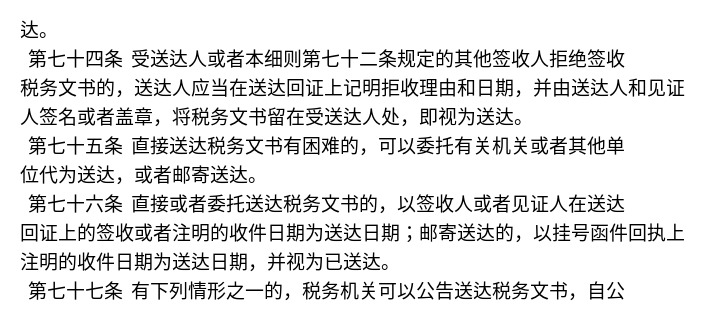 达。
第七十四条 受送达人或者本细则第七十二条规定的其他签收人拒绝签收
税务文书的，送达人应当在送达回证上记明拒收理由和日期，并由送达人和见证
人签名或者盖章，将税务文书留在受送达人处，即视为送达。
第七十五条 直接送达税务文书有困难的，可以委托有关机关或者其他单
位代为送达，或者邮寄送达。
第七十六条 直接或者委托送达税务文书的，以签收人或者见证人在送达
回证上的签收或者注明的收件日期为送达日期；邮寄送达的，以挂号函件回执上
注明的收件日期为送达日期，并视为已送达。
第七十七条 有下列情形之一的，税务机关可以公告送达税务文书，自公